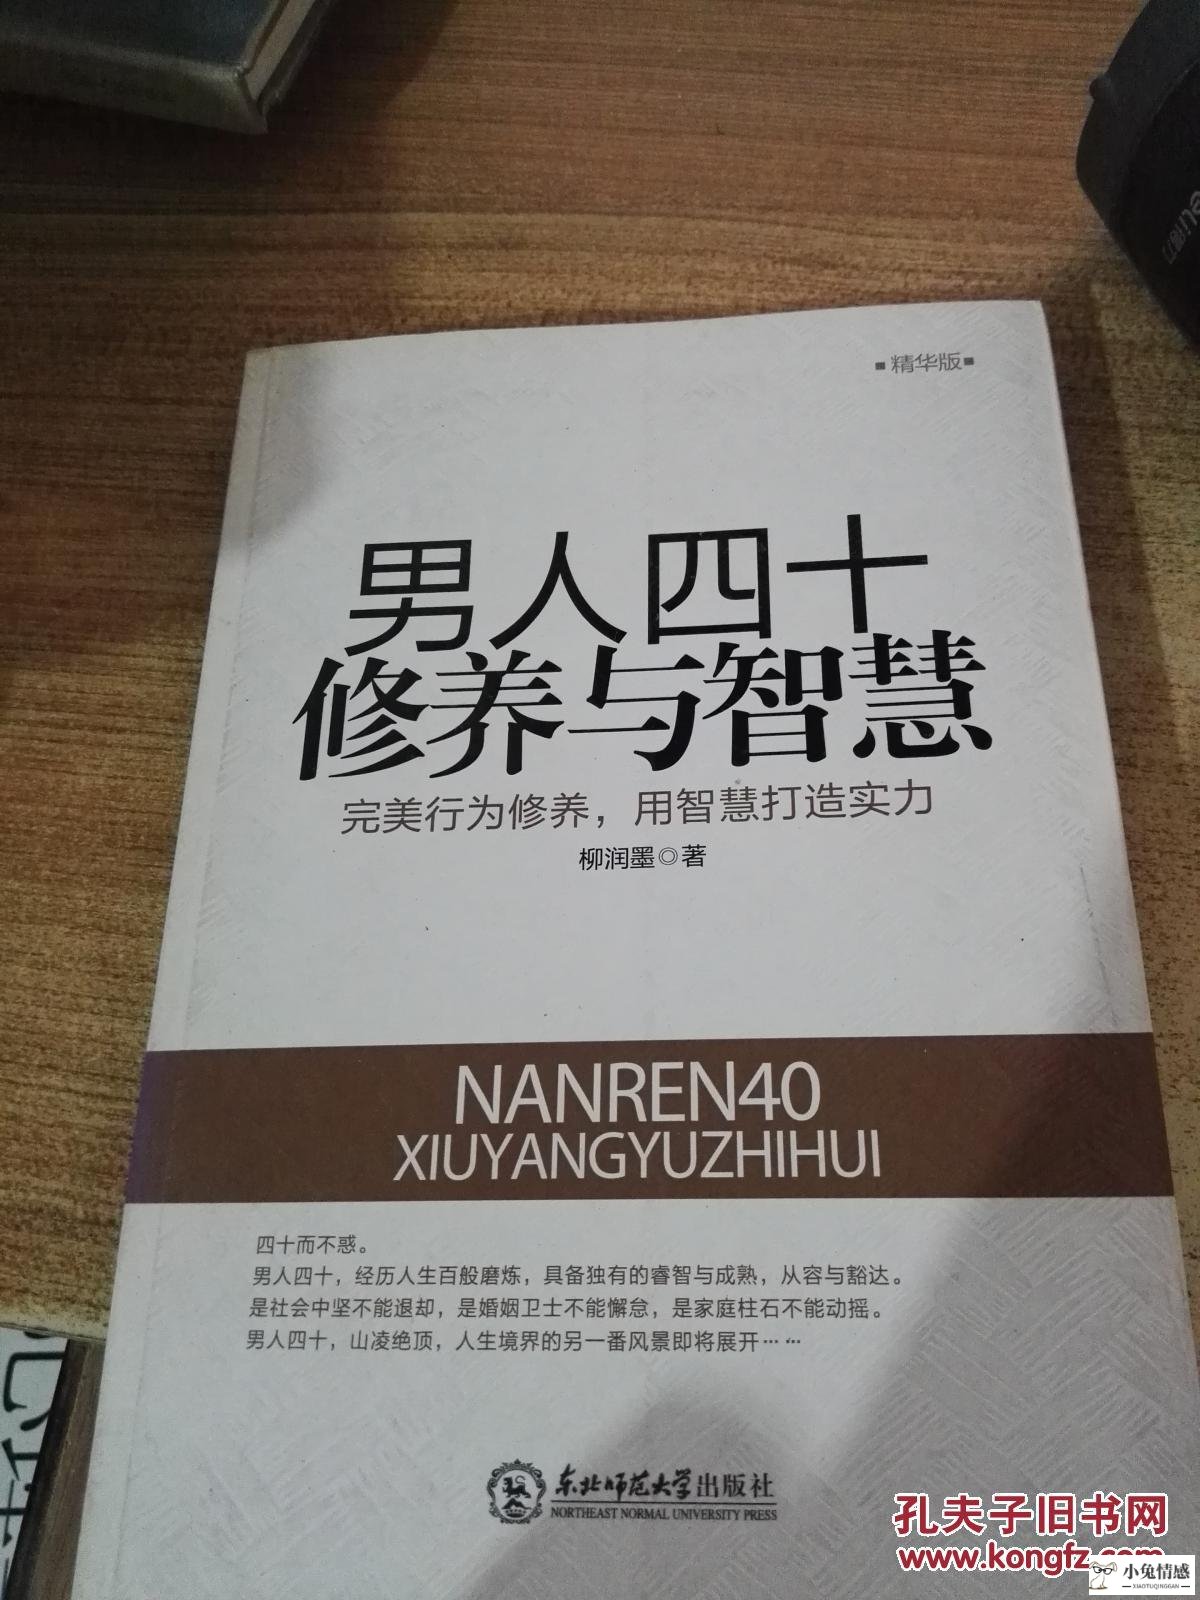 deli得力
■精华版■
男人四十
修养与智慧
完美行为修养，用智慧打造实力
柳润墨◎著
NANREN40
XIUYANGYUZHIHUI
四十而不惑。
男人四十，经历人生百般磨炼，具备独有的睿智与成熟，从容与豁达。
是社会中坚不能退却，是婚姻卫士不能懈怠，是家庭柱石不能动摇。
男人四十，山凌绝顶，人生境界的另一番风景即将展开……
东北师范大学出版社
NORTHEAST NORMAL UNIVERSITY PRESS
孔夫子旧书网
www.kongfz.com
小兔情感
XIAOTUQINGGAN